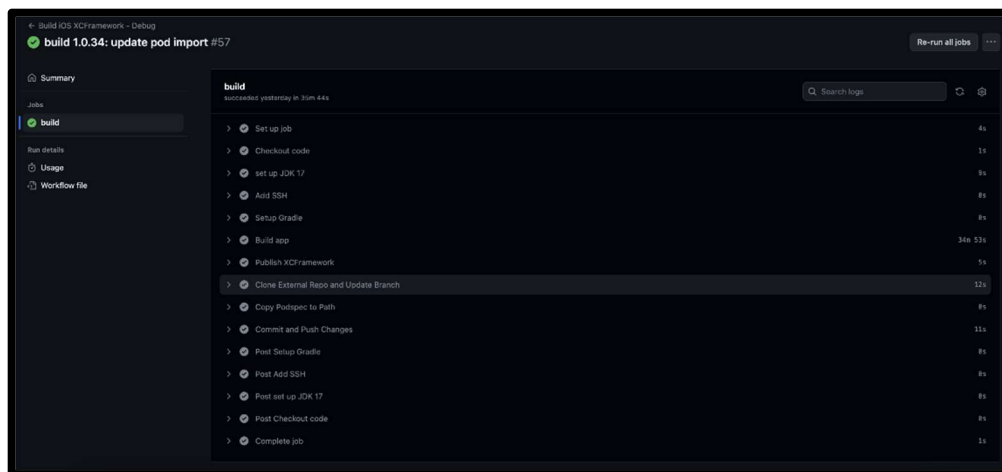 ← Build iOS XCFramework - Debug
build 1.0.34: update pod import #57
Re-run all jobs
Summary
Jobs
build
Run details
Usage
Workflow file
build
succeeded yesterday in 35m 44s
Search logs
Set up job 4s
Checkout code 1s
set up JDK 17 9s
Add SSH 0s
Setup Gradle 0s
Build app 34m 53s
Publish XCFramework 5s
Clone External Repo and Update Branch 12s
Copy Podspec to Path 0s
Commit and Push Changes 11s
Post Setup Gradle 0s
Post Add SSH 0s
Post set up JDK 17 0s
Post Checkout code 0s
Complete job 1s